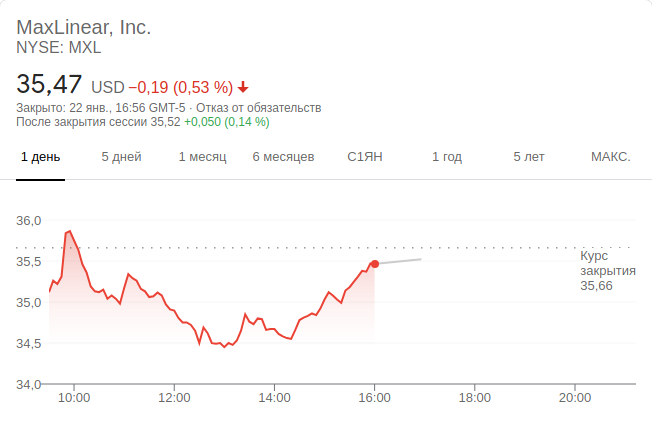 MaxLinear, Inc.
NYSE: MXL
35,47 USD −0,19 (0,53 %)
Закрыто: 22 янв., 16:56 GMT-5 · Отказ от обязательств
После закрытия сессии 35,52 +0,050 (0,14 %)
1 день 5 дней 1 месяц 6 месяцев С1ЯН 1 год 5 лет МАКС.
36,0
35,5
35,0
34,5
34,0
Курс
закрытия
35,66
10:00 12:00 14:00 16:00 18:00 20:00